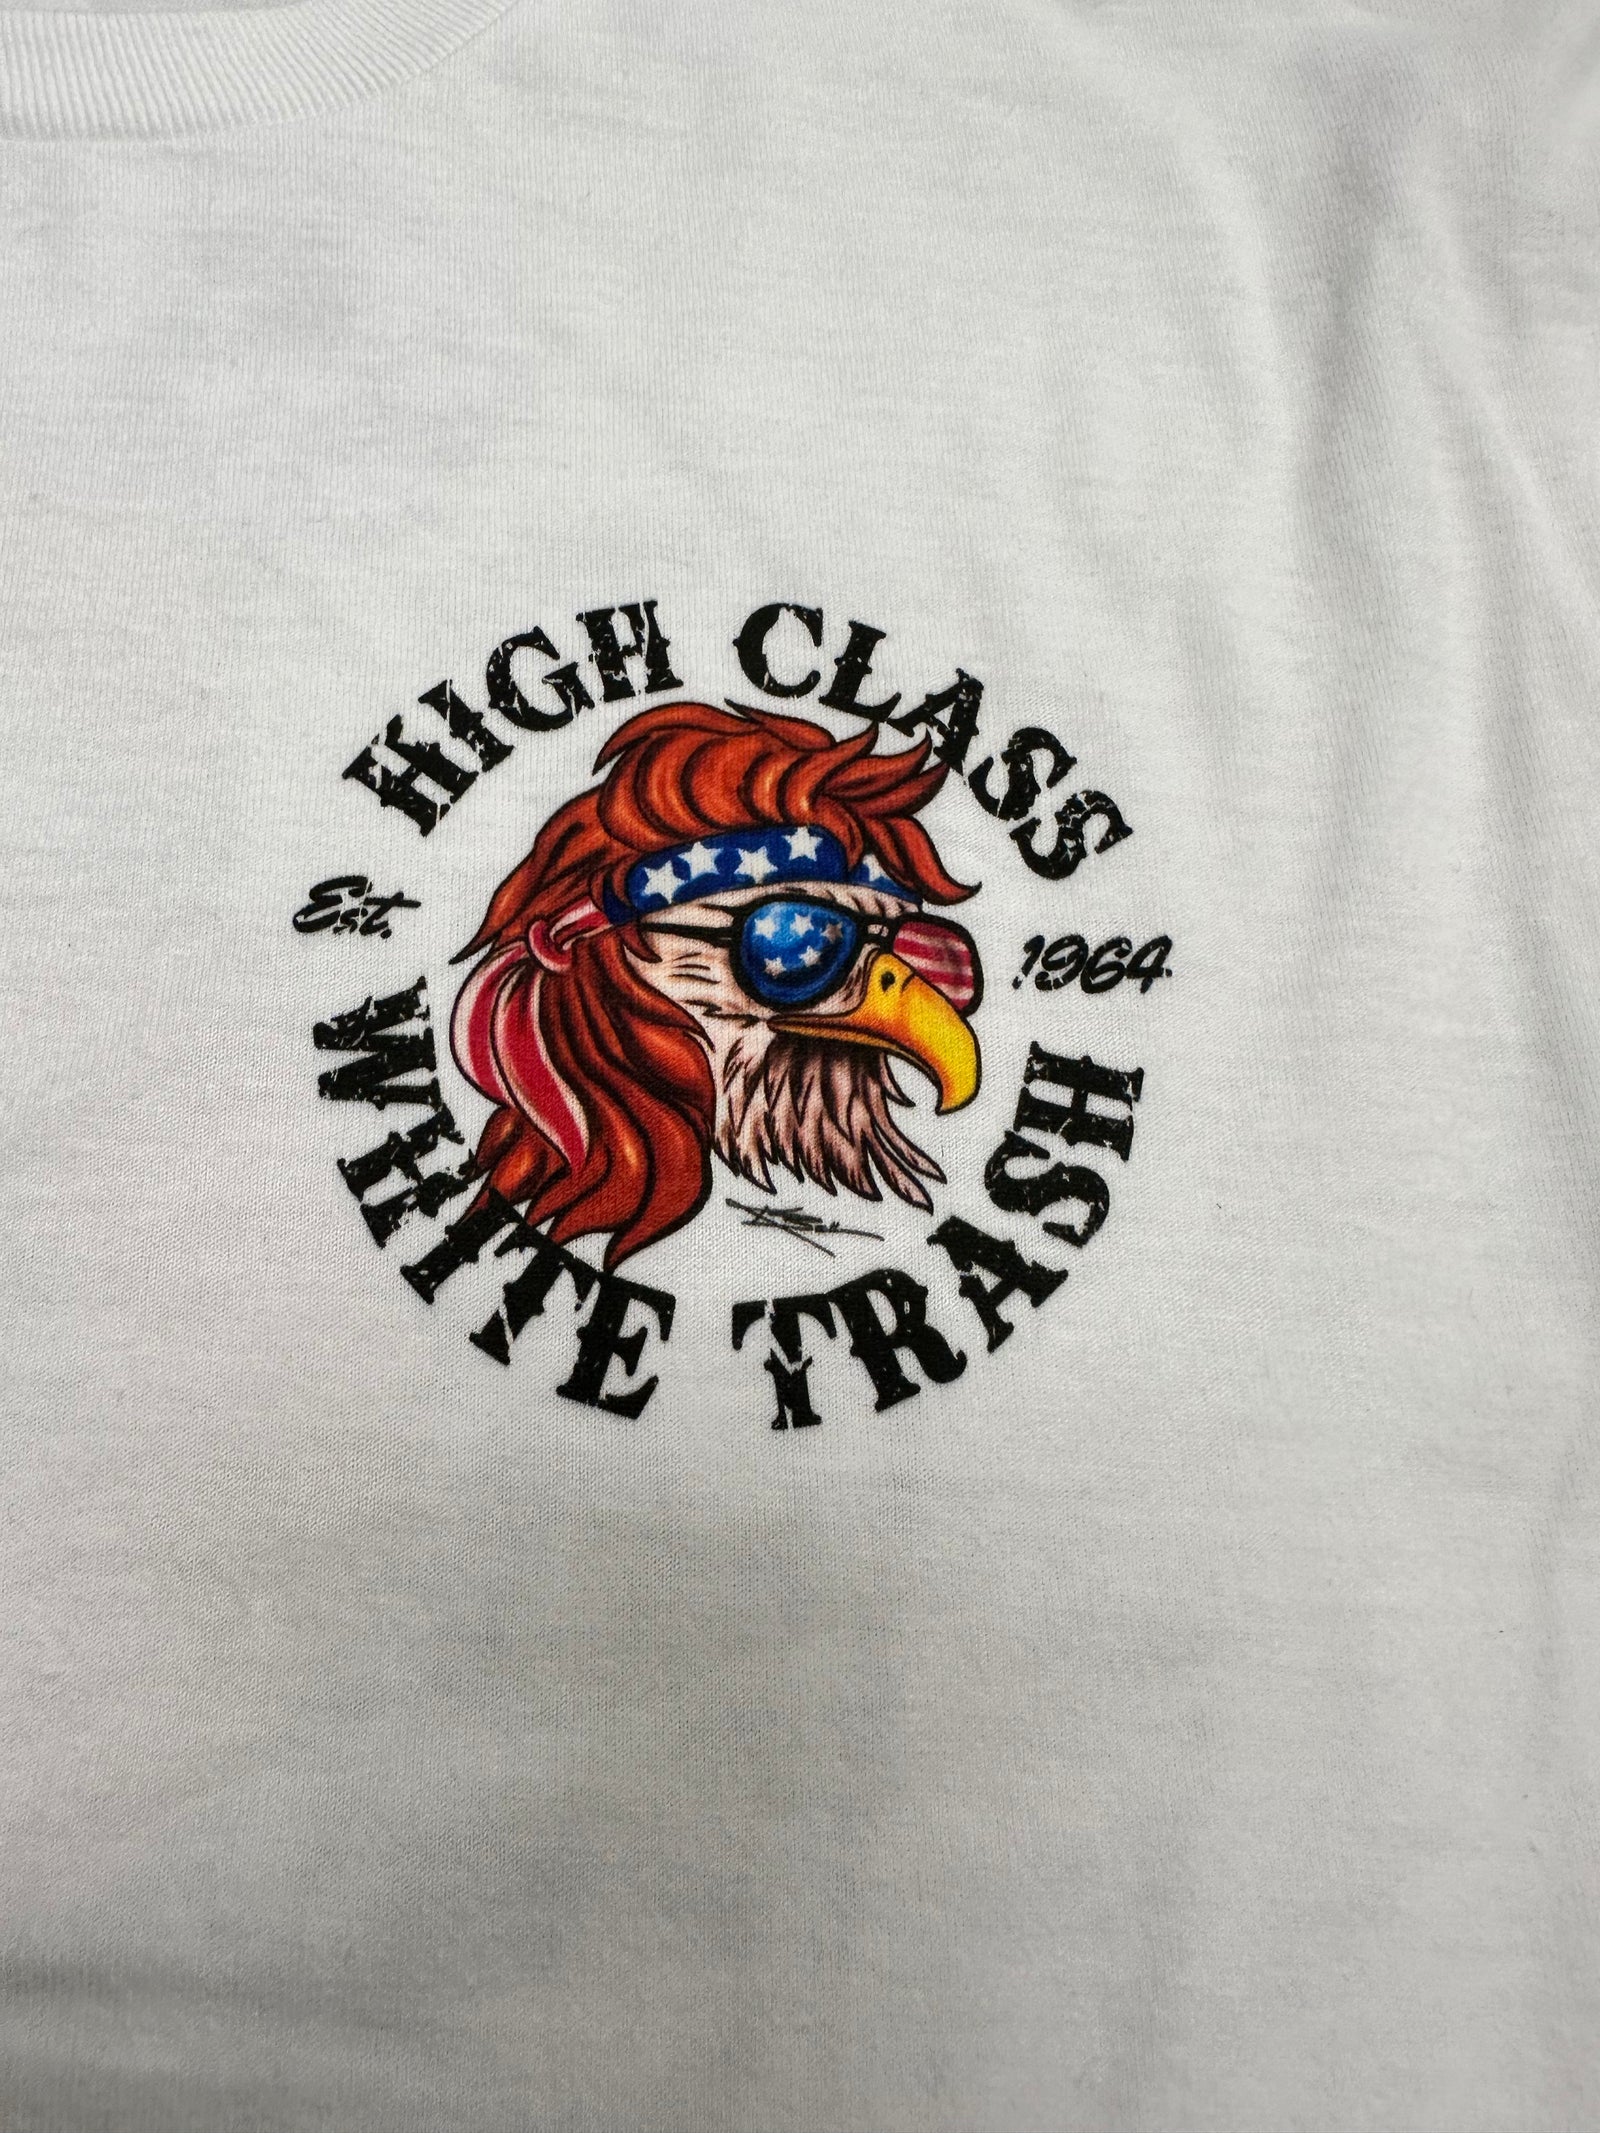 HIGH CLASS
Est. 1964
WHITE TRASH